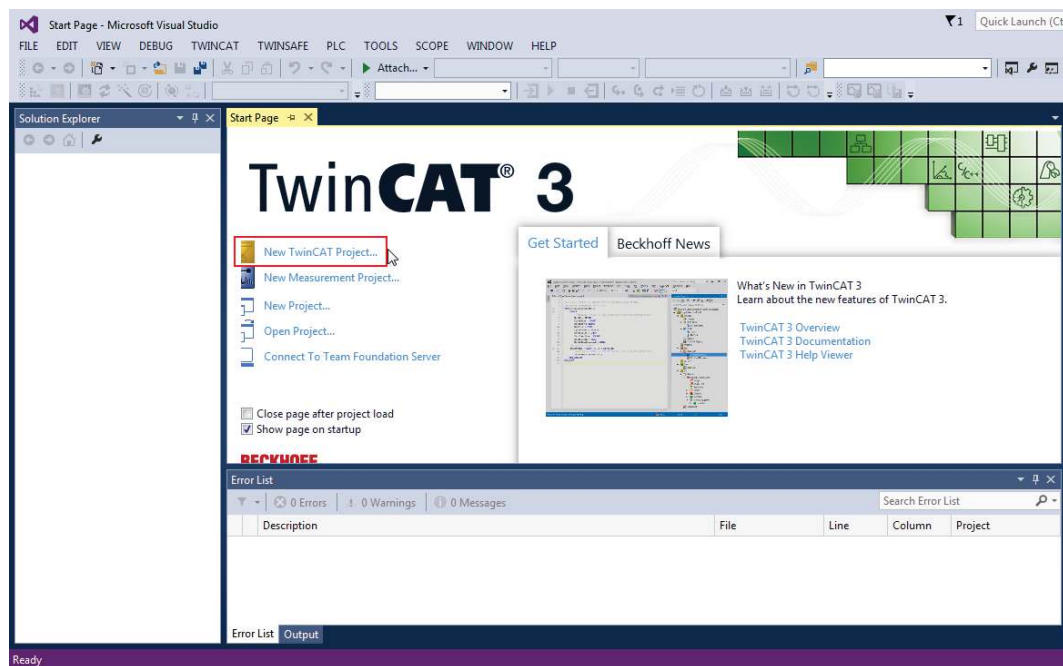 Start Page - Microsoft Visual Studio
1
Quick Launch (Ct
FILE EDIT VIEW DEBUG TWINCAT TWINSAFE PLC TOOLS SCOPE WINDOW HELP
Attach...
Solution Explorer
Start Page
TwinCAT® 3
New TwinCAT Project...
New Measurement Project...
New Project...
Open Project...
Connect To Team Foundation Server
Close page after project load
Show page on startup
BECKHOFF
C/C++
Get Started Beckhoff News
What's New in TwinCAT 3
Learn about the new features of TwinCAT 3.
TwinCAT 3 Overview
TwinCAT 3 Documentation
TwinCAT 3 Help Viewer
Error List
0 Errors 0 Warnings 0 Messages Search Error List
Description File Line Column Project
Error List Output
Ready